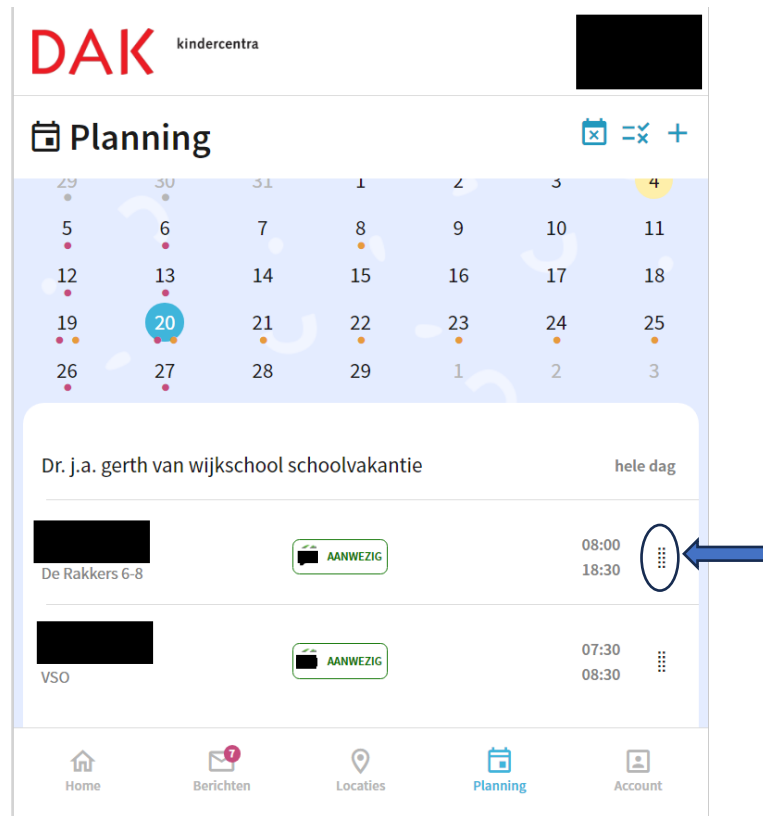 DAK kindercentra
Planning
29 30 31 1 2 3 4
5 6 7 8 9 10 11
12 13 14 15 16 17 18
19 20 21 22 23 24 25
26 27 28 29 1 2 3
Dr. j.a. gerth van wijkschool schoolvakantie hele dag
AANWEZIG 08:00
De Rakkers 6-8 18:30
AANWEZIG 07:30
VSO 08:30
7
Home Berichten Locaties Planning Account